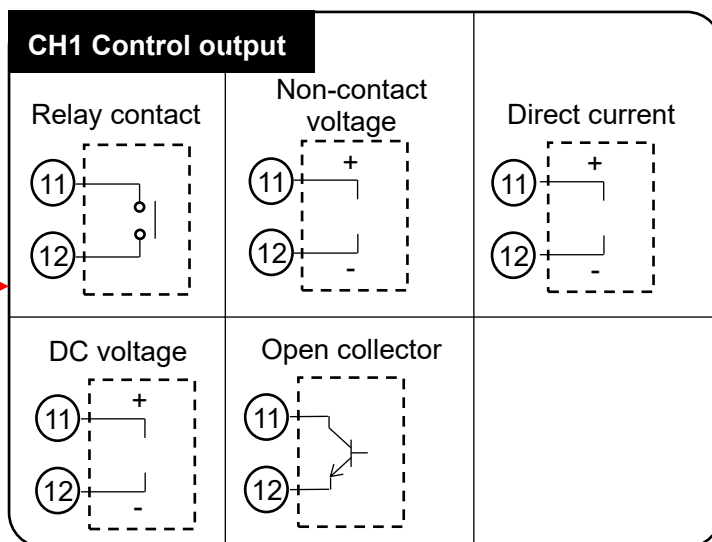 CH1 Control output
Relay contact
11
12
Non-contact
voltage
+
11
12
-
Direct current
+
11
12
-
DC voltage
+
11
12
-
Open collector
11
12